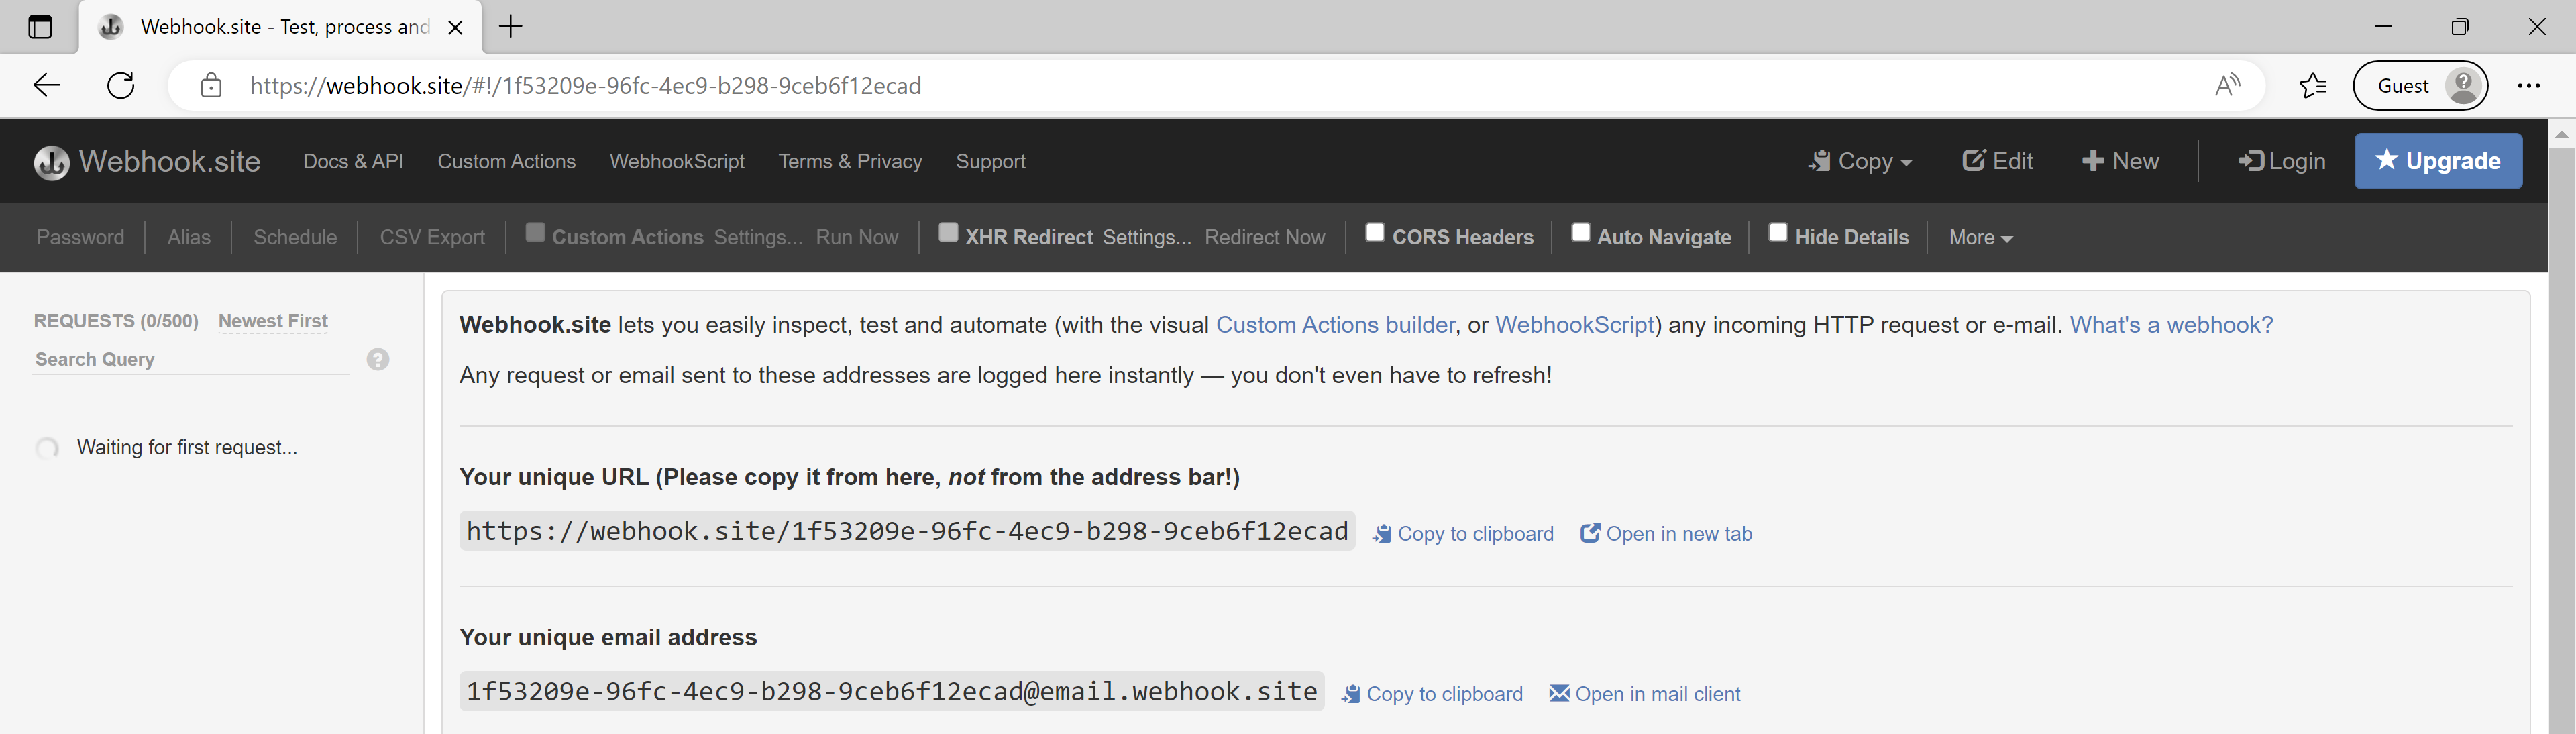 Webhook.site - Test, process and
https://webhook.site/#!/1f53209e-96fc-4ec9-b298-9ceb6f12ecad
Guest
Webhook.site Docs & API Custom Actions WebhookScript Terms & Privacy Support Copy Edit New Login Upgrade
Password Alias Schedule CSV Export Custom Actions Settings... Run Now XHR Redirect Settings... Redirect Now CORS Headers Auto Navigate Hide Details More
REQUESTS (0/500) Newest First
Search Query
Waiting for first request...
Webhook.site lets you easily inspect, test and automate (with the visual Custom Actions builder, or WebhookScript) any incoming HTTP request or e-mail. What's a webhook?
Any request or email sent to these addresses are logged here instantly — you don't even have to refresh!
Your unique URL (Please copy it from here, not from the address bar!)
https://webhook.site/1f53209e-96fc-4ec9-b298-9ceb6f12ecad Copy to clipboard Open in new tab
Your unique email address
1f53209e-96fc-4ec9-b298-9ceb6f12ecad@email.webhook.site Copy to clipboard Open in mail client